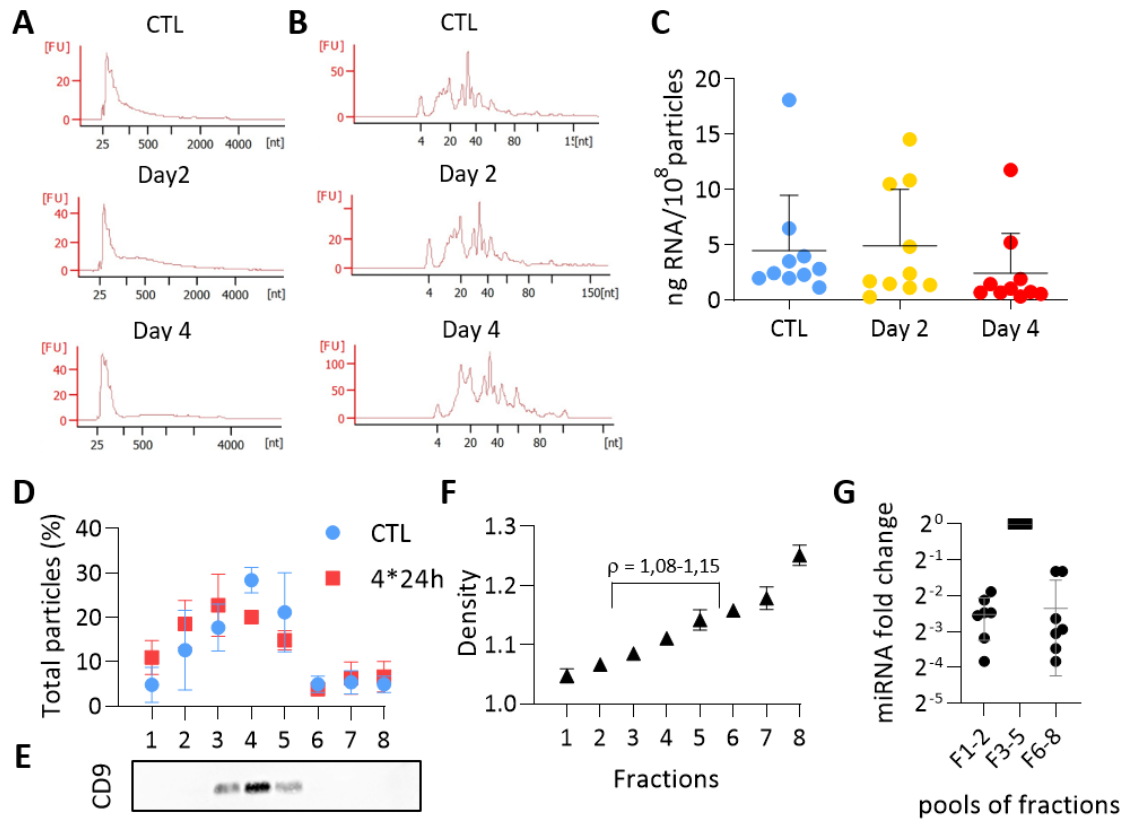 A
CTL
[FU]
20
0
25 500 2000 4000 [nt]
Day2
[FU]
40
20
0
25 500 4000 [nt]
Day 4
[FU]
40
20
0
25 500 4000 [nt]
B
CTL
[FU]
50
0
4 20 40 80 15[nt]
Day 2
[FU]
20
0
4 20 40 80 150[nt]
Day 4
[FU]
100
50
0
4 20 40 80 [nt]
C
ng RNA/10⁸particles
20
15
10
5
0
CTL Day 2 Day 4
D
Total particles (%)
40
30
20
10
0
CTL
4*24h
1 2 3 4 5 6 7 8
E
CD9
F
Density
1.3
1.2
1.1
1.0
ρ = 1,08-1,15
1 2 3 4 5 6 7 8
Fractions
G
miRNA fold change
2⁰
2⁻¹
2⁻²
2⁻³
2⁻⁴
2⁻⁵
F1-2 F3-5 F6-8
pools of fractions